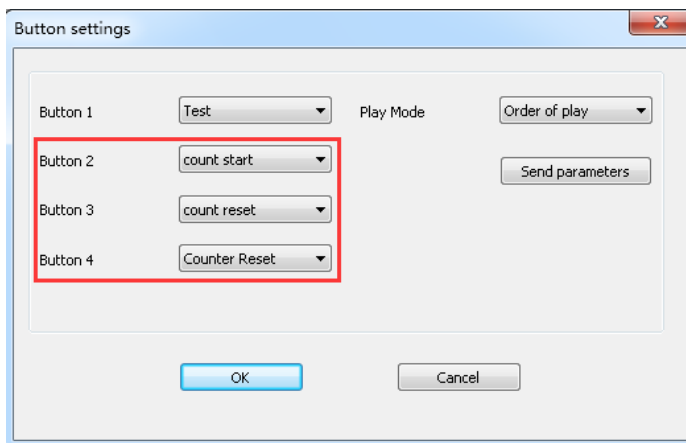 Button settings
Button 1 Test Play Mode Order of play
Button 2 count start Send parameters
Button 3 count reset
Button 4 Counter Reset
OK Cancel